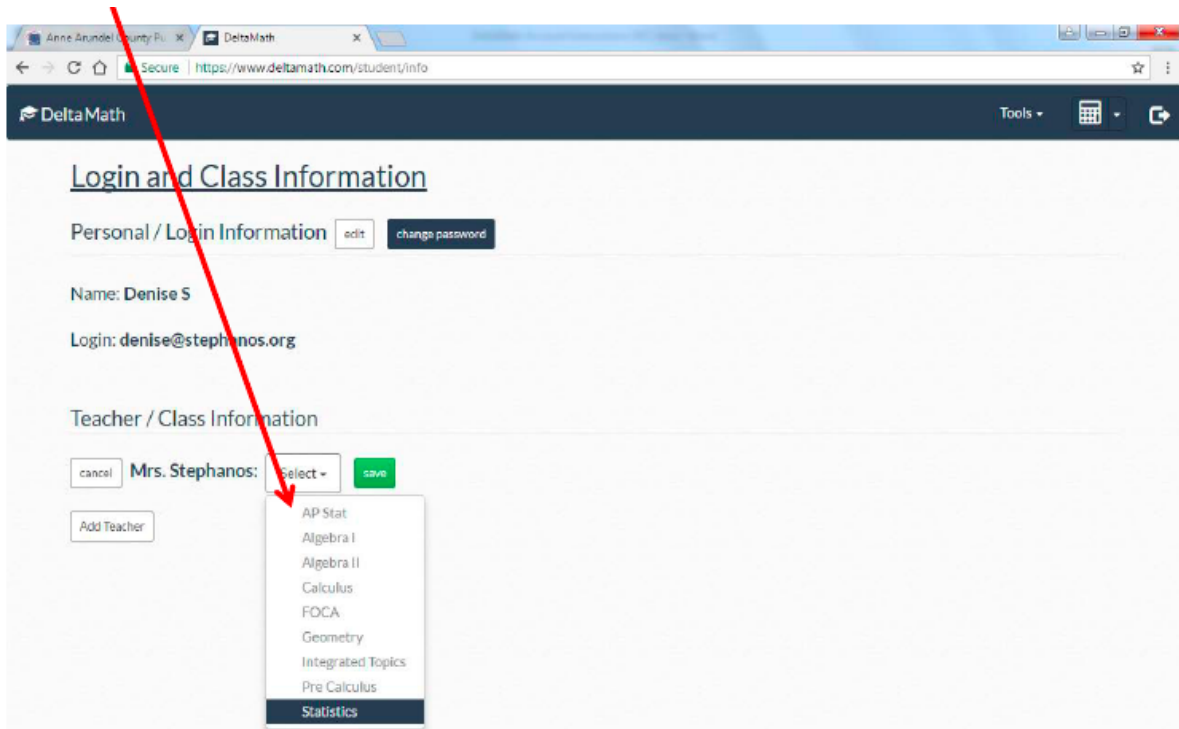 Anne Arundel County Pu
DeltaMath
Secure https://www.deltamath.com/student/info
DeltaMath
Tools
Login and Class Information
Personal / Login Information edit change password
Name: Denise S
Login: denise@stephanos.org
Teacher / Class Information
cancel Mrs. Stephanos: Select save
Add Teacher
AP Stat
Algebra I
Algebra II
Calculus
FOCA
Geometry
Integrated Topics
Pre Calculus
Statistics